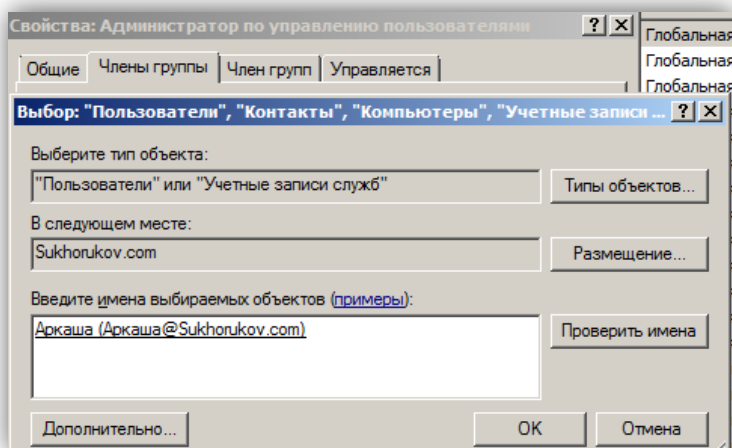 Свойства: Администратор по управлению пользователями
Глобальная
Общие Члены группы Член групп Управляется
Глобальная
Глобальная
Выбор: "Пользователи", "Контакты", "Компьютеры", "Учетные записи ...
Выберите тип объекта:
"Пользователи" или "Учетные записи служб" Типы объектов...
В следующем месте:
Sukhorukov.com Размещение...
Введите имена выбираемых объектов (примеры):
Аркаша (Аркаша@Sukhorukov.com) Проверить имена
Дополнительно... OK Отмена